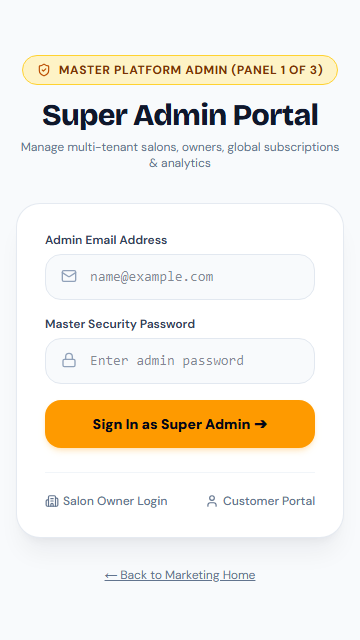 MASTER PLATFORM ADMIN (PANEL 1 OF 3)
Super Admin Portal
Manage multi-tenant salons, owners, global subscriptions
& analytics
Admin Email Address
name@example.com
Master Security Password
Enter admin password
Sign In as Super Admin ➔
Salon Owner Login
Customer Portal
← Back to Marketing Home